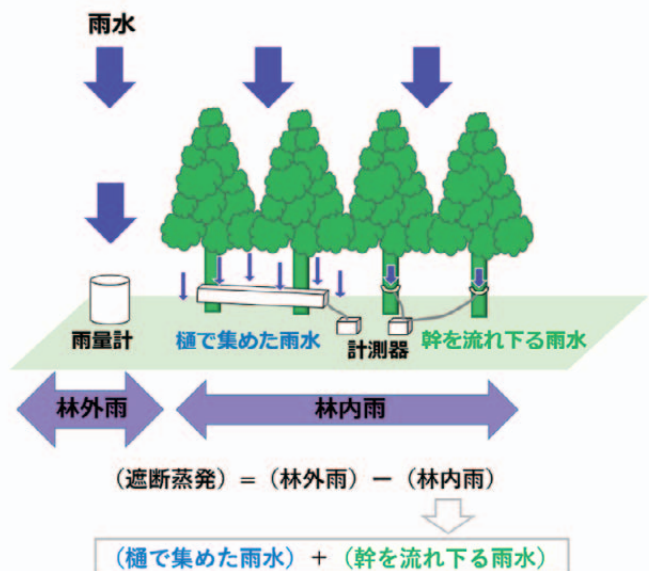 雨水
雨量計
樋で集めた雨水
計測器
幹を流れ下る雨水
林外雨
林内雨
(遮断蒸発) = (林外雨) − (林内雨)
(樋で集めた雨水) + (幹を流れ下る雨水)